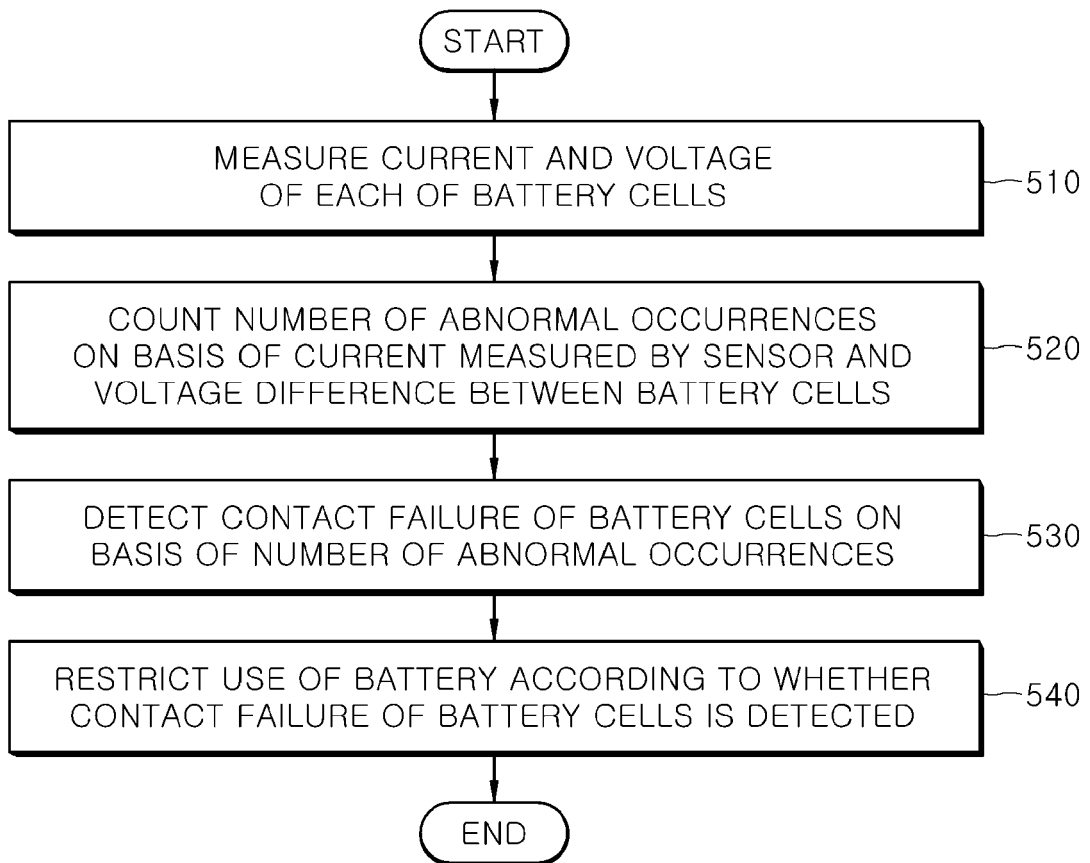 START
MEASURE CURRENT AND VOLTAGE
OF EACH OF BATTERY CELLS
510
COUNT NUMBER OF ABNORMAL OCCURRENCES
ON BASIS OF CURRENT MEASURED BY SENSOR AND
VOLTAGE DIFFERENCE BETWEEN BATTERY CELLS
520
DETECT CONTACT FAILURE OF BATTERY CELLS ON
BASIS OF NUMBER OF ABNORMAL OCCURRENCES
530
RESTRICT USE OF BATTERY ACCORDING TO WHETHER
CONTACT FAILURE OF BATTERY CELLS IS DETECTED
540
END